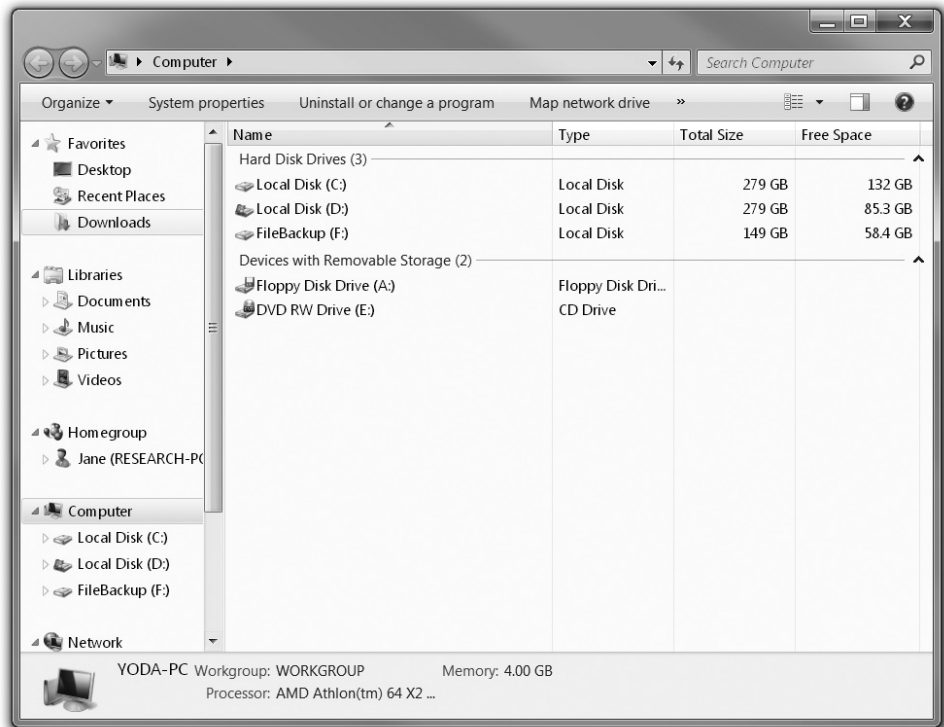 Computer
Search Computer
Organize System properties Uninstall or change a program Map network drive »
Favorites
Desktop
Recent Places
Downloads
Libraries
Documents
Music
Pictures
Videos
Homegroup
Jane (RESEARCH-PC
Computer
Local Disk (C:)
Local Disk (D:)
FileBackup (F:)
Network
Name Type Total Size Free Space
Hard Disk Drives (3)
Local Disk (C:) Local Disk 279 GB 132 GB
Local Disk (D:) Local Disk 279 GB 85.3 GB
FileBackup (F:) Local Disk 149 GB 58.4 GB
Devices with Removable Storage (2)
Floppy Disk Drive (A:) Floppy Disk Dri...
DVD RW Drive (E:) CD Drive
YODA-PC Workgroup: WORKGROUP Memory: 4.00 GB
Processor: AMD Athlon(tm) 64 X2 ...